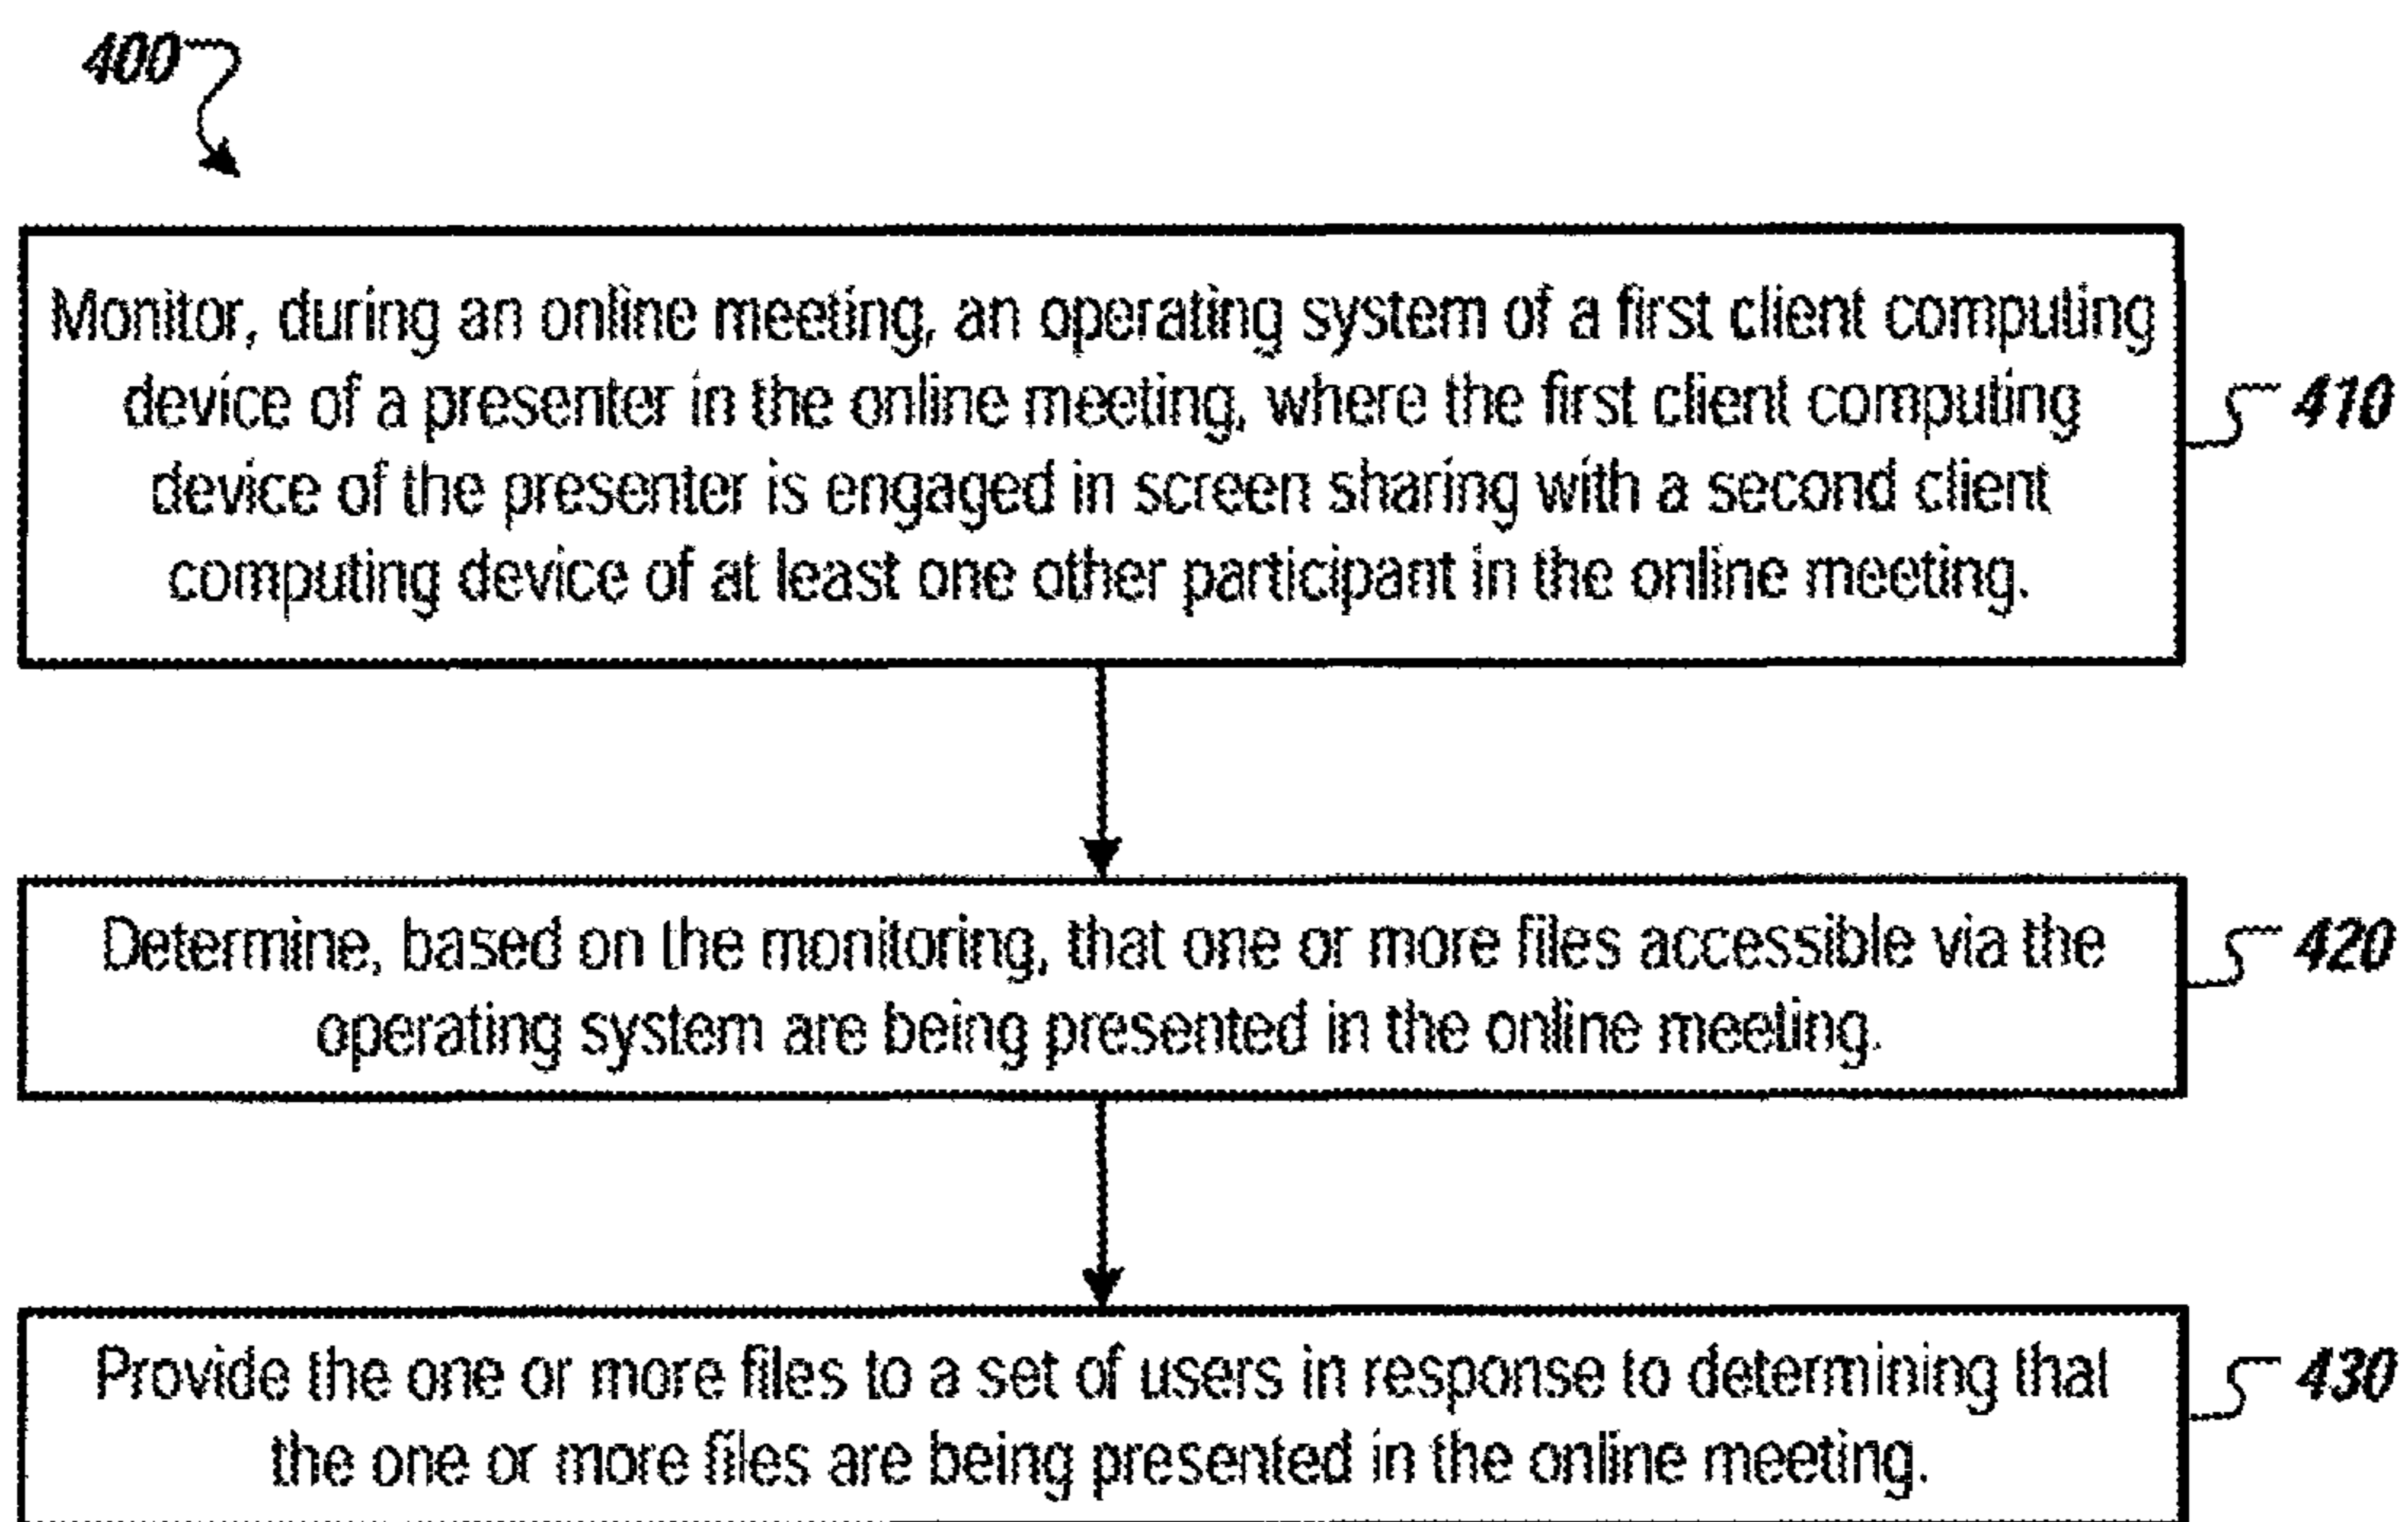 400
Monitor, during an online meeting, an operating system of a first client computing
device of a presenter in the online meeting, where the first client computing
device of the presenter is engaged in screen sharing with a second client
computing device of at least one other participant in the online meeting.
410
Determine, based on the monitoring, that one or more files accessible via the
operating system are being presented in the online meeting.
420
Provide the one or more files to a set of users in response to determining that
the one or more files are being presented in the online meeting.
430